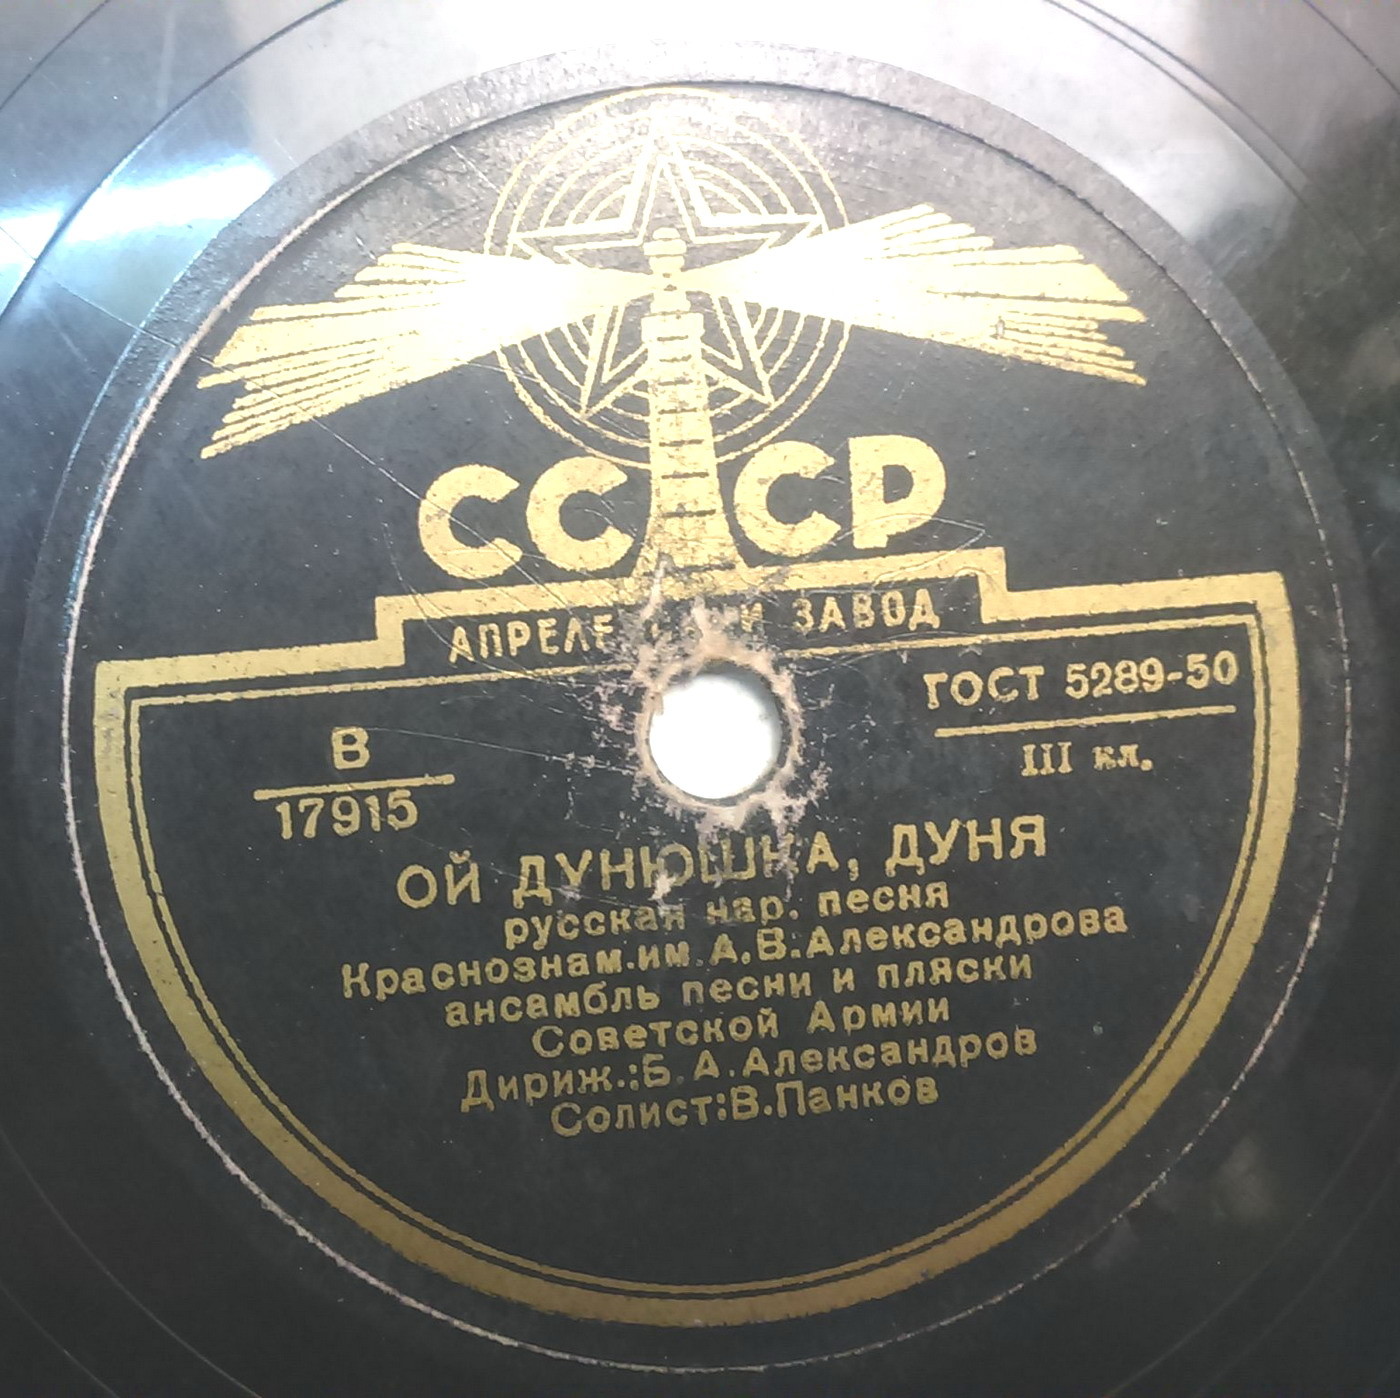 СССР
ЗАВОД
ГОСТ 5289-50
III кл.
В
17915
ОЙ ДУНЮШКА, ДУНЯ
русская нар. песня
Краснознам.им.А.В.Александрова
ансамбль песни и пляски
Советской Армии
Дириж.:Б.А.Александров
Солист:В.Панков